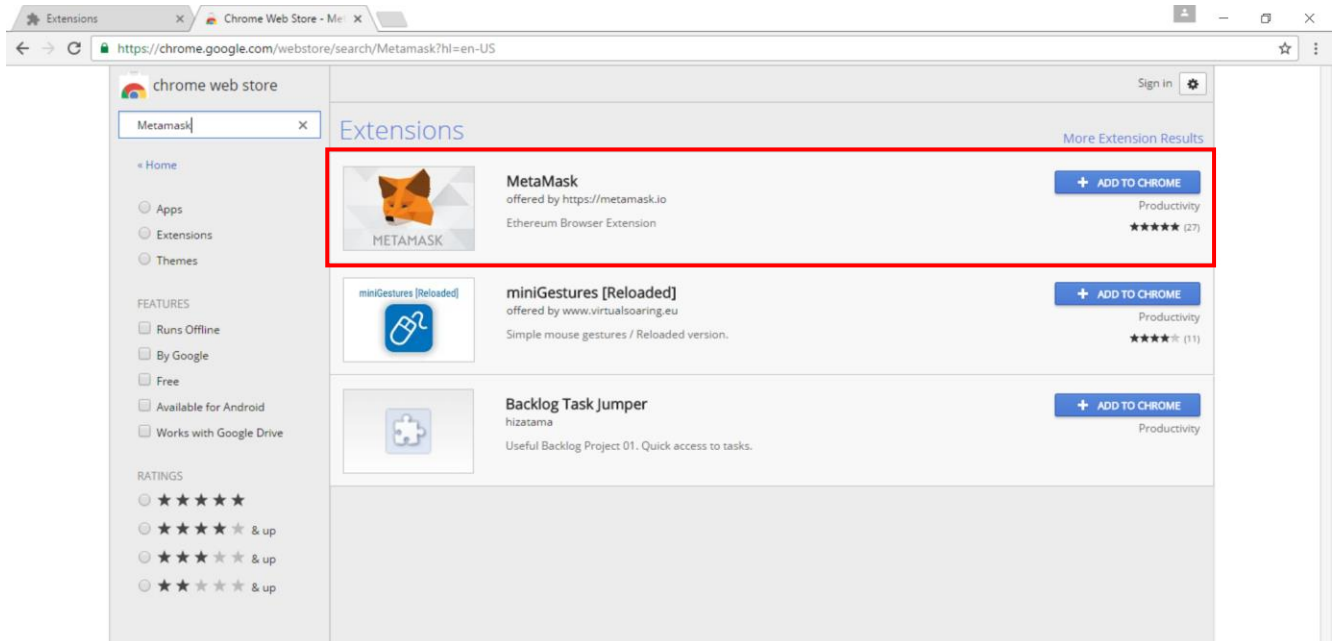 Extensions
Chrome Web Store - Me
https://chrome.google.com/webstore/search/Metamask?hl=en-US
chrome web store
Sign in
Metamask
Extensions
More Extension Results
« Home
Apps
Extensions
Themes
FEATURES
Runs Offline
By Google
Free
Available for Android
Works with Google Drive
RATINGS
& up
& up
& up
METAMASK
MetaMask
offered by https://metamask.io
Ethereum Browser Extension
+ ADD TO CHROME
Productivity
(27)
miniGestures [Reloaded]
miniGestures [Reloaded]
offered by www.virtualsoaring.eu
Simple mouse gestures / Reloaded version.
+ ADD TO CHROME
Productivity
(11)
Backlog Task Jumper
hizatama
Useful Backlog Project 01. Quick access to tasks.
+ ADD TO CHROME
Productivity